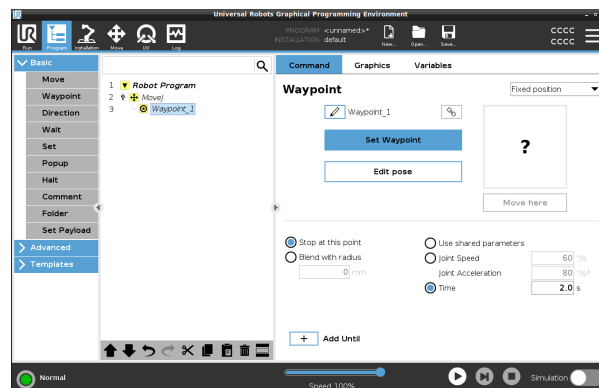 Universal Robots Graphical Programming Environment
Run Program Installation Move I/O Log
PROGRAM <unnamed>*
INSTALLATION default
New... Open... Save...
CCCC
CCCC
Basic
Move
Waypoint
Direction
Wait
Set
Popup
Halt
Comment
Folder
Set Payload
Advanced
Templates
1 Robot Program
2 MoveJ
3 Waypoint_1
Command Graphics Variables
Waypoint
Fixed position
Waypoint_1
Set Waypoint
Edit pose
?
Move here
Stop at this point
Blend with radius
0 mm
Use shared parameters
Joint Speed 60 °/s
Joint Acceleration 80 °/s²
Time 2.0 s
+ Add Until
Normal
Speed 100%
Simulation